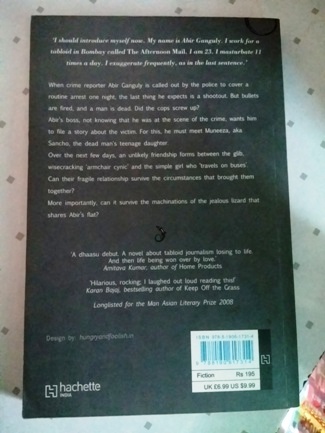 'I should introduce myself now. My name is Abir Ganguly. I work for a
tabloid in Bombay called The Afternoon Mail. I am 23. I masturbate 11
times a day. I exaggerate frequently, as in the last sentence.'
When crime reporter Abir Ganguly is called out by the police to cover a
routine arrest one night, the last thing he expects is a shootout. But bullets
are fired, and a man is dead. Did the cops screw up?
Abir's boss, not knowing that he was at the scene of the crime, wants him
to file a story about the victim. For this, he must meet Muneeza, aka
Sancho, the dead man's teenage daughter.
Over the next few days, an unlikely friendship forms between the glib,
wisecracking 'armchair cynic' and the simple girl who 'travels on buses'.
Can their fragile relationship survive the circumstances that brought them
together?
More importantly, can it survive the machinations of the jealous lizard that
shares Abir's flat?
'A dhaasu debut. A novel about tabloid journalism losing to life.
And then life being won over by love.'
Amitava Kumar, author of Home Products
'Hilarious, rocking; I laughed out loud reading this!'
Karan Bajaj, bestselling author of Keep Off the Grass
Longlisted for the Man Asian Literary Prize 2008
Design by: hungryandfoolish.in
hachette
INDIA
ISBN
Fiction
Rs 195
UK £6.99 US $9.99